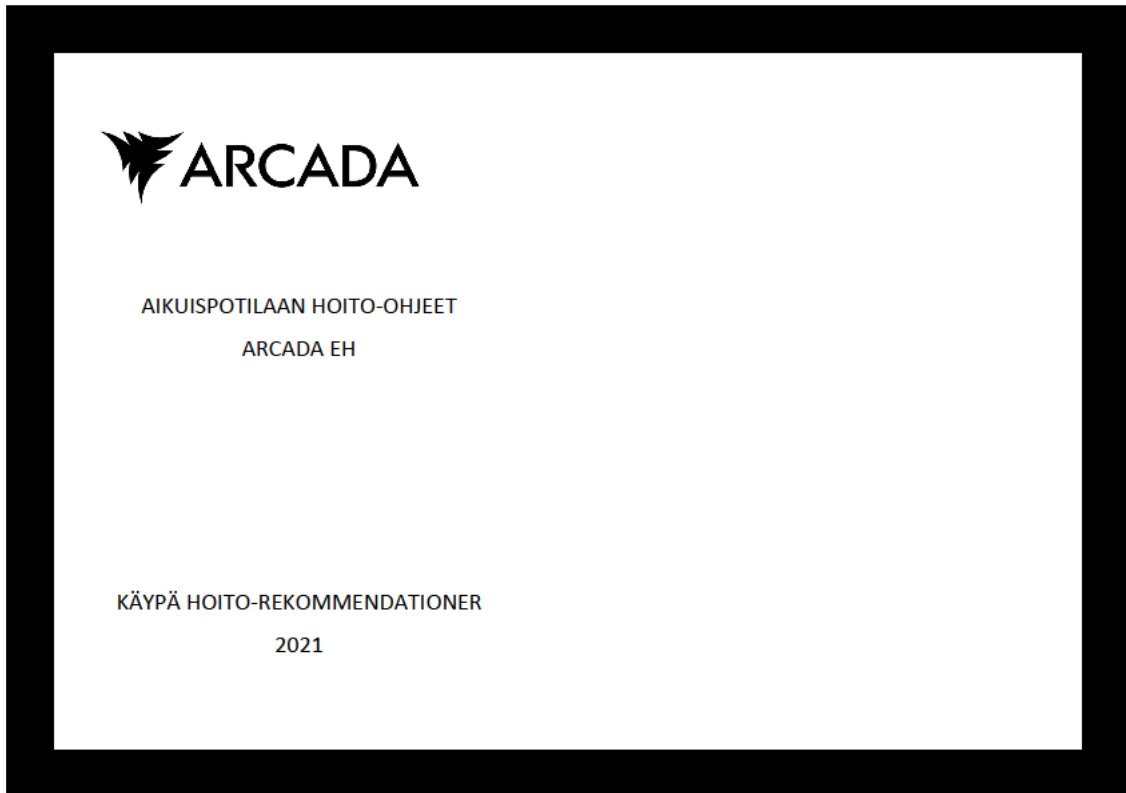 ARCADA
AIKUISPOTILAAN HOITO-OHJEET
ARCADA EH
KÄYPÄ HOITO-REKOMMENDATIONER
2021